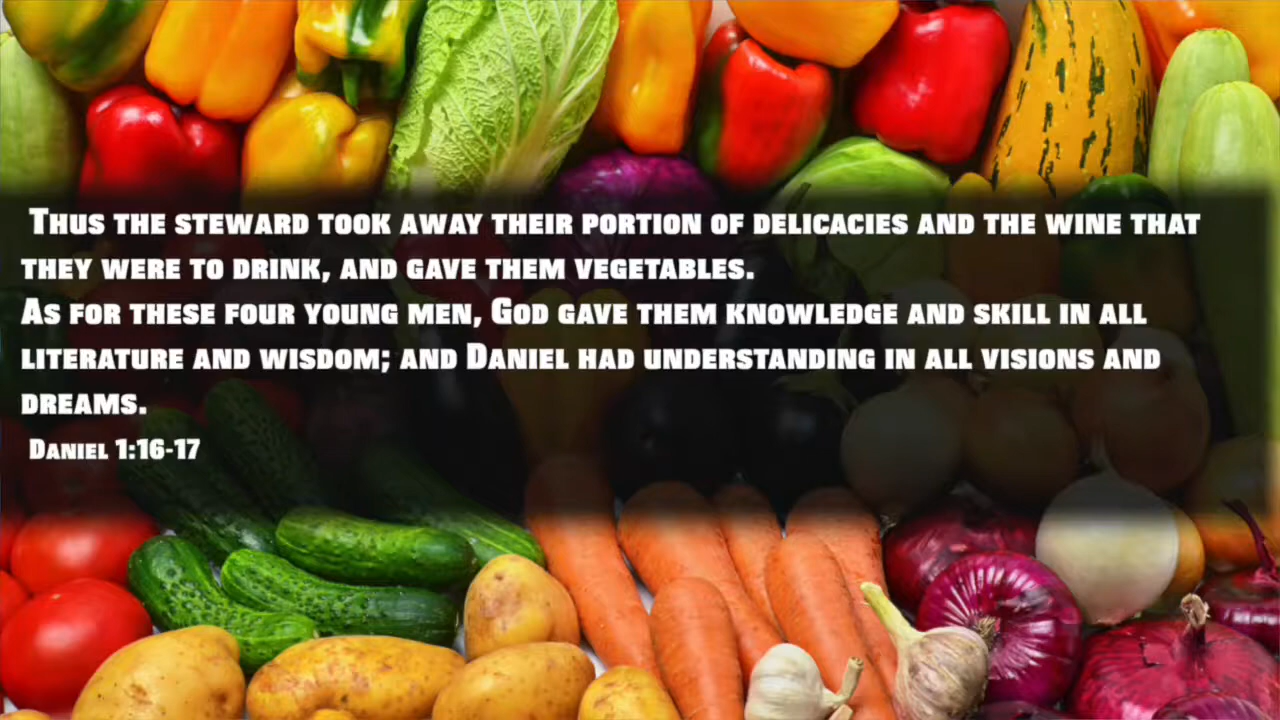 Thus the steward took away their portion of delicacies and the wine that
they were to drink, and gave them vegetables.
As for these four young men, God gave them knowledge and skill in all
literature and wisdom; and Daniel had understanding in all visions and
dreams.
Daniel 1:16-17